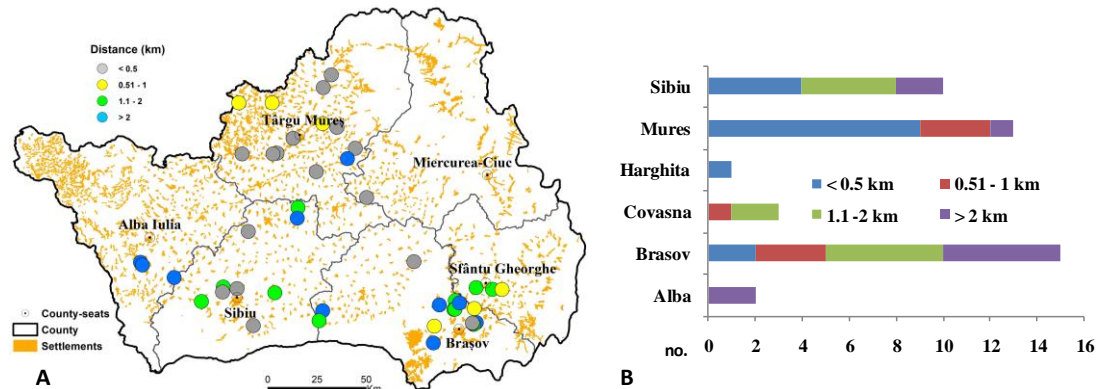 Distance (km)
< 0.5
0.51 - 1
1.1 - 2
> 2
Târgu Mureș
Miercurea-Ciuc
Alba Iulia
Sfântu Gheorghe
Sibiu
Brașov
County-seats
County
Settlements
0 25 50
Km
A
Sibiu
Mures
Harghita
Covasna
Brasov
Alba
< 0.5 km
0.51 - 1 km
1.1 -2 km
> 2 km
no.
0 2 4 6 8 10 12 14 16
B